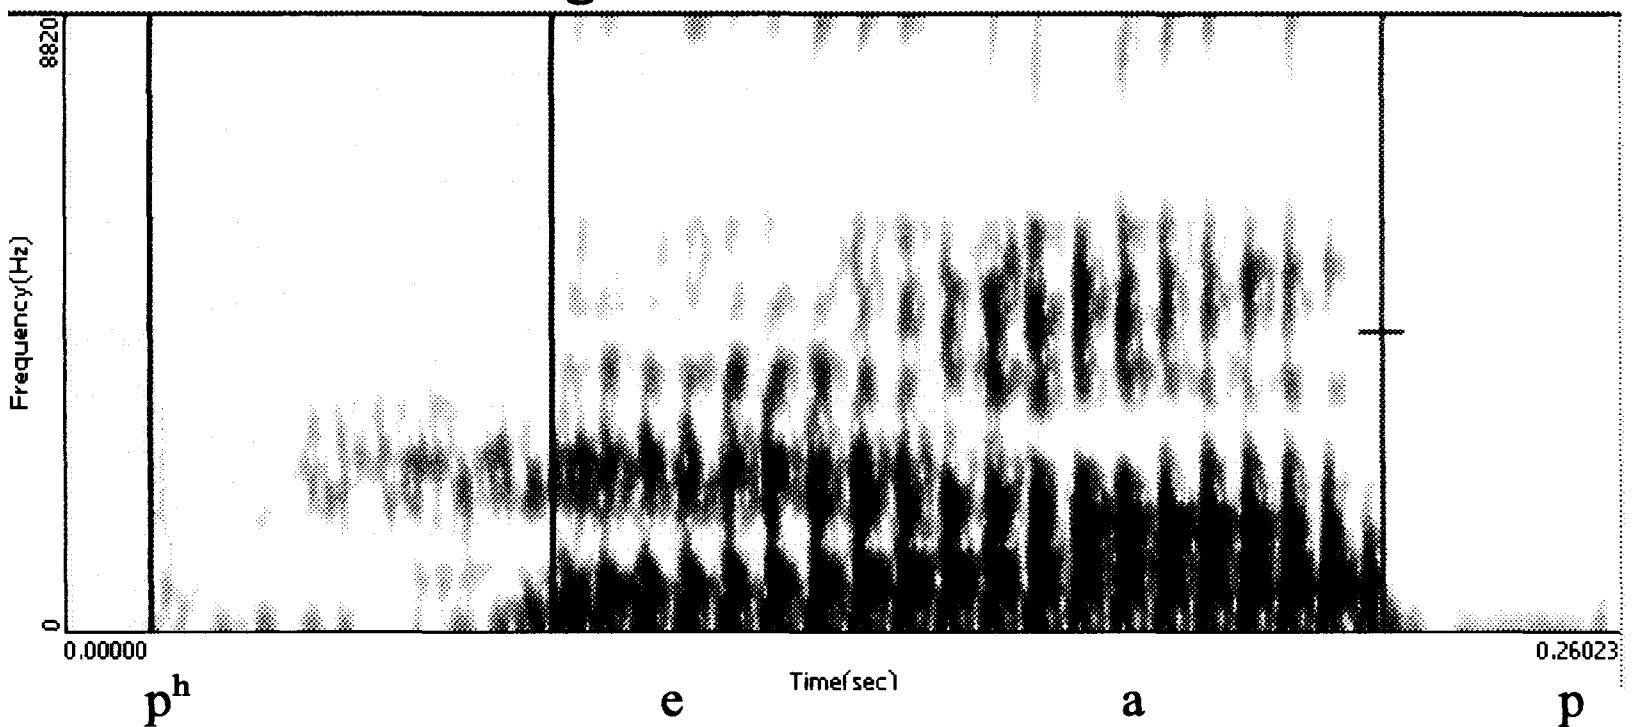 8820
Frequency(Hz)
0
0.00000
0.26023
Time(sec)
pʰ e a p